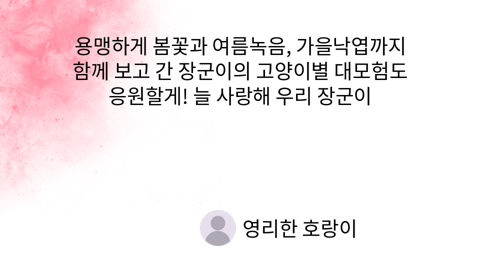 용맹하게 봄꽃과 여름녹음, 가을낙엽까지
함께 보고 간 장군이의 고양이별 대모험도
응원할게! 늘 사랑해 우리 장군이
영리한 호랑이